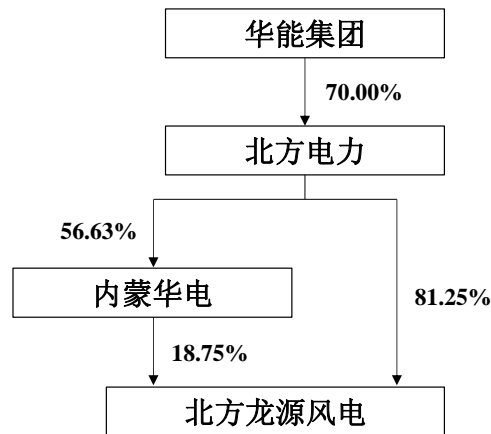 华能集团
70.00%
北方电力
56.63%
内蒙华电
81.25%
18.75%
北方龙源风电